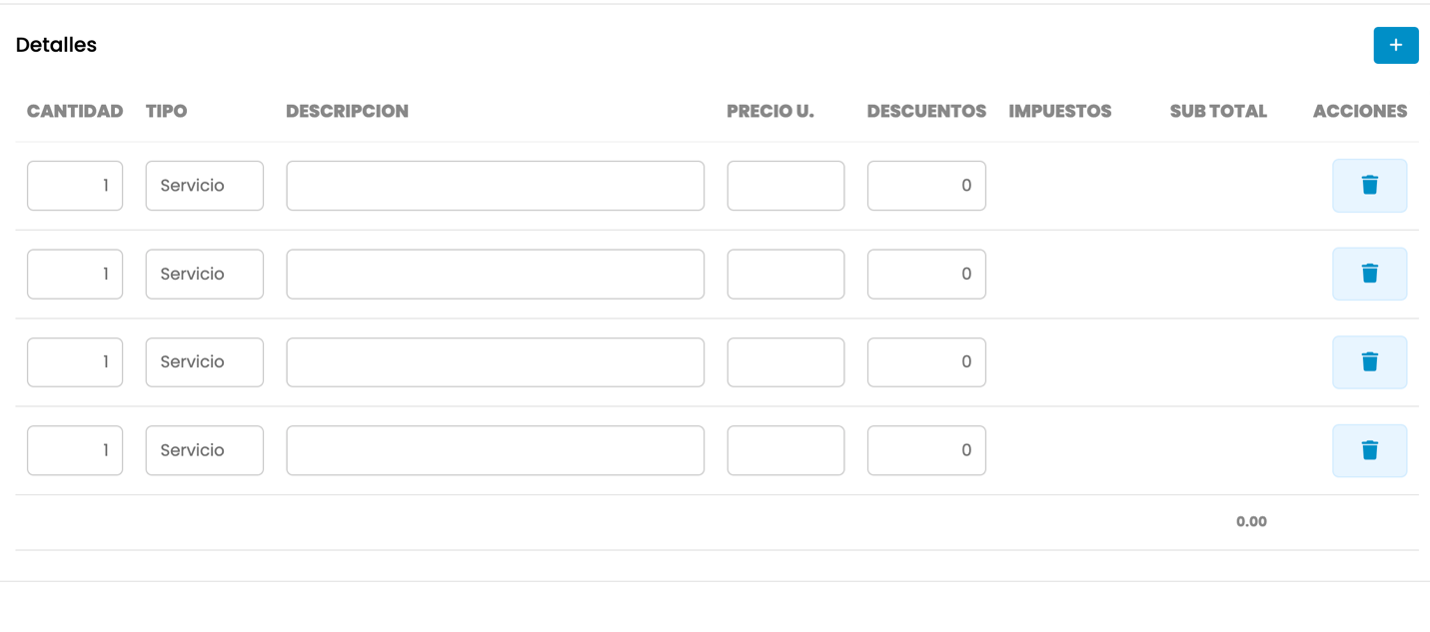 Detalles
+
CANTIDAD TIPO DESCRIPCION PRECIO U. DESCUENTOS IMPUESTOS SUB TOTAL ACCIONES
1 Servicio 0
1 Servicio 0
1 Servicio 0
1 Servicio 0
0.00